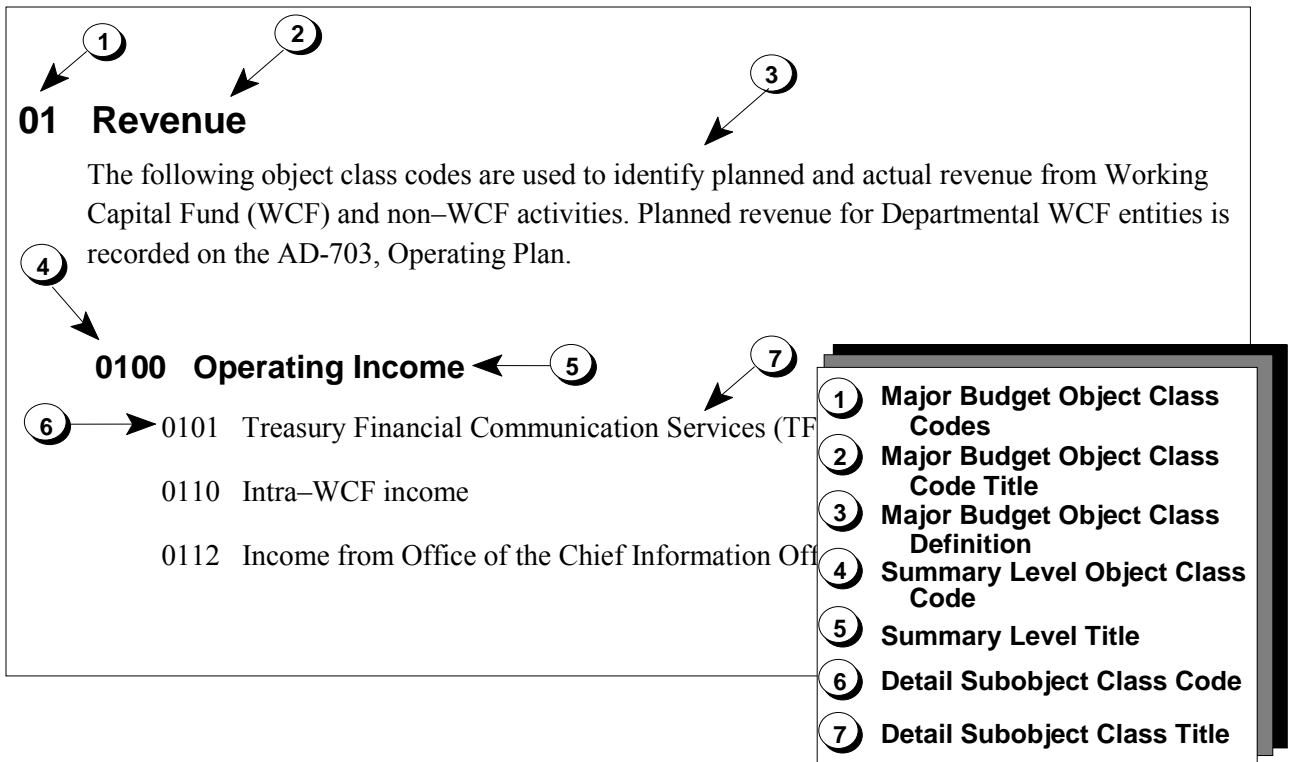 1
2
3
01 Revenue
The following object class codes are used to identify planned and actual revenue from Working
Capital Fund (WCF) and non–WCF activities. Planned revenue for Departmental WCF entities is
recorded on the AD-703, Operating Plan.
4
0100 Operating Income
5
7
6
0101 Treasury Financial Communication Services (TF
0110 Intra–WCF income
0112 Income from Office of the Chief Information Off
1 Major Budget Object Class
Codes
2 Major Budget Object Class
Code Title
3 Major Budget Object Class
Definition
4 Summary Level Object Class
Code
5 Summary Level Title
6 Detail Subobject Class Code
7 Detail Subobject Class Title